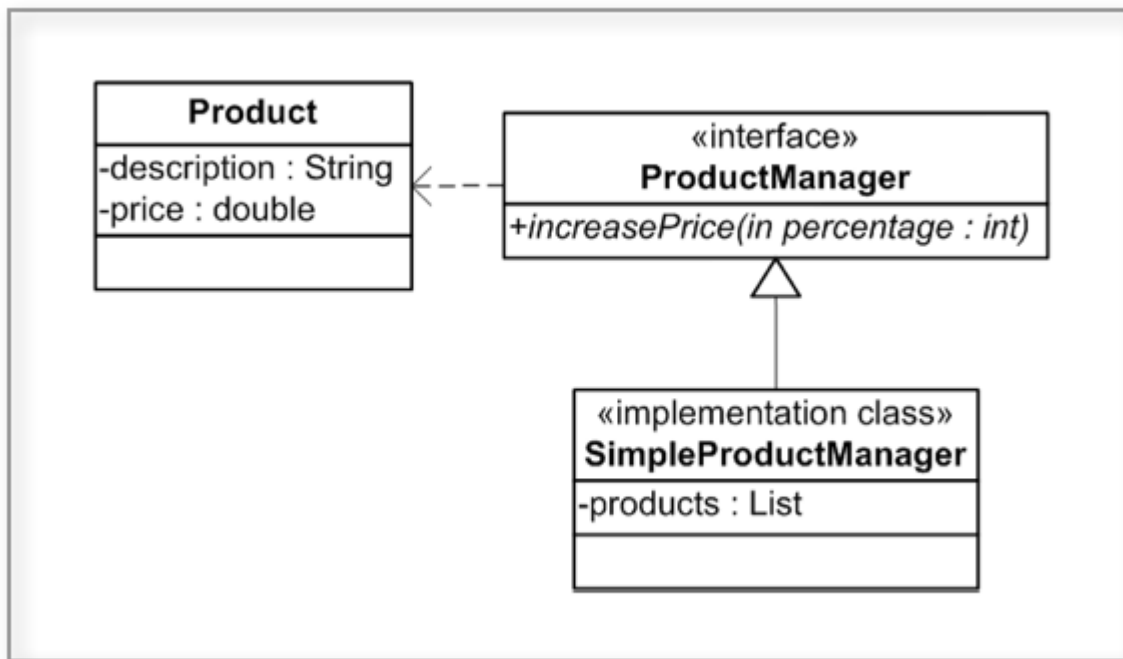 Product
-description : String
-price : double
«interface»
ProductManager
+increasePrice(in percentage : int)
«implementation class»
SimpleProductManager
-products : List